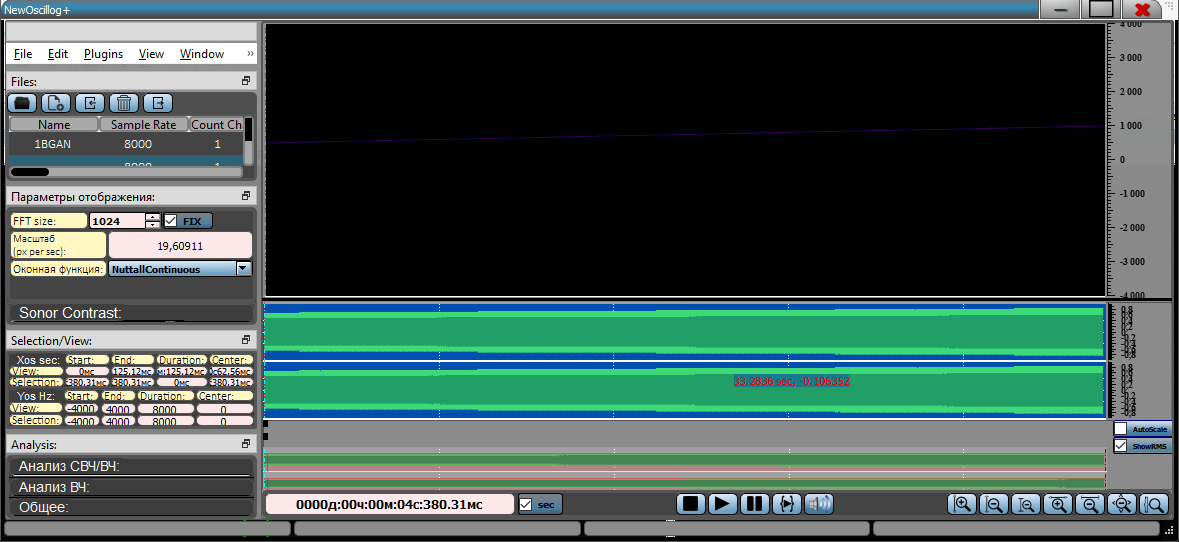 NewOscillog+
File Edit Plugins View Window »
Files:
Name Sample Rate Count Ch
1BGAN 8000 1
8000 1
Параметры отображения:
FFT size: 1024 FIX
Масштаб
(px per sec): 19,60911
Оконная функция: NuttallContinuous
Sonor Contrast:
Selection/View:
Xos sec: Start: End: Duration: Center:
View: 0мс 125,12мс м:125,12мс 62,56мс
Selection: 380,31мс 380,31мс 0мс 380,31мс
Yos Hz: Start: End: Duration: Center:
View: -4000 4000 8000 0
Selection: -4000 4000 8000 0
Analysis:
Анализ СВЧ/ВЧ:
Анализ ВЧ:
Общее:
4 000
3 000
2 000
1 000
0
-1 000
-2 000
-3 000
-4 000
0,8
0,6
0,4
0,2
0
-0,2
-0,4
-0,6
-0,8
0,8
0,6
0,4
0,2
0
-0,2
-0,4
-0,6
-0,8
33,2836 sec, -0,106352
AutoScale
ShowRMS
0000д:00ч:00м:04с:380.31мс sec